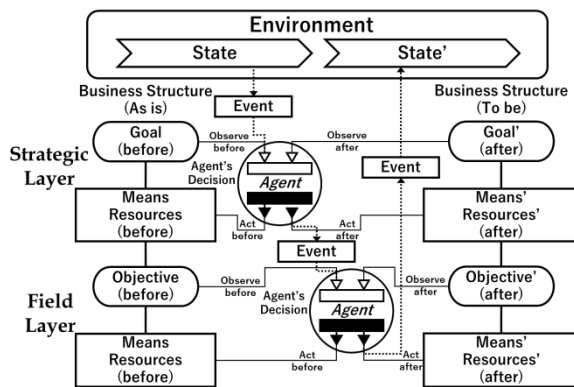 Environment
State
State'
Business Structure
(As is)
Business Structure
(To be)
Event
Goal
(before)
Observe
before
Observe
after
Goal'
(after)
Strategic
Layer
Agent's
Decision
Agent
Event
Means
Resources
(before)
Act
before
Act
after
Means'
Resources'
(after)
Event
Objective
(before)
Observe
before
Observe
after
Objective'
(after)
Agent's
Decision
Agent
Field
Layer
Means
Resources
(before)
Act
before
Act
after
Means'
Resources'
(after)